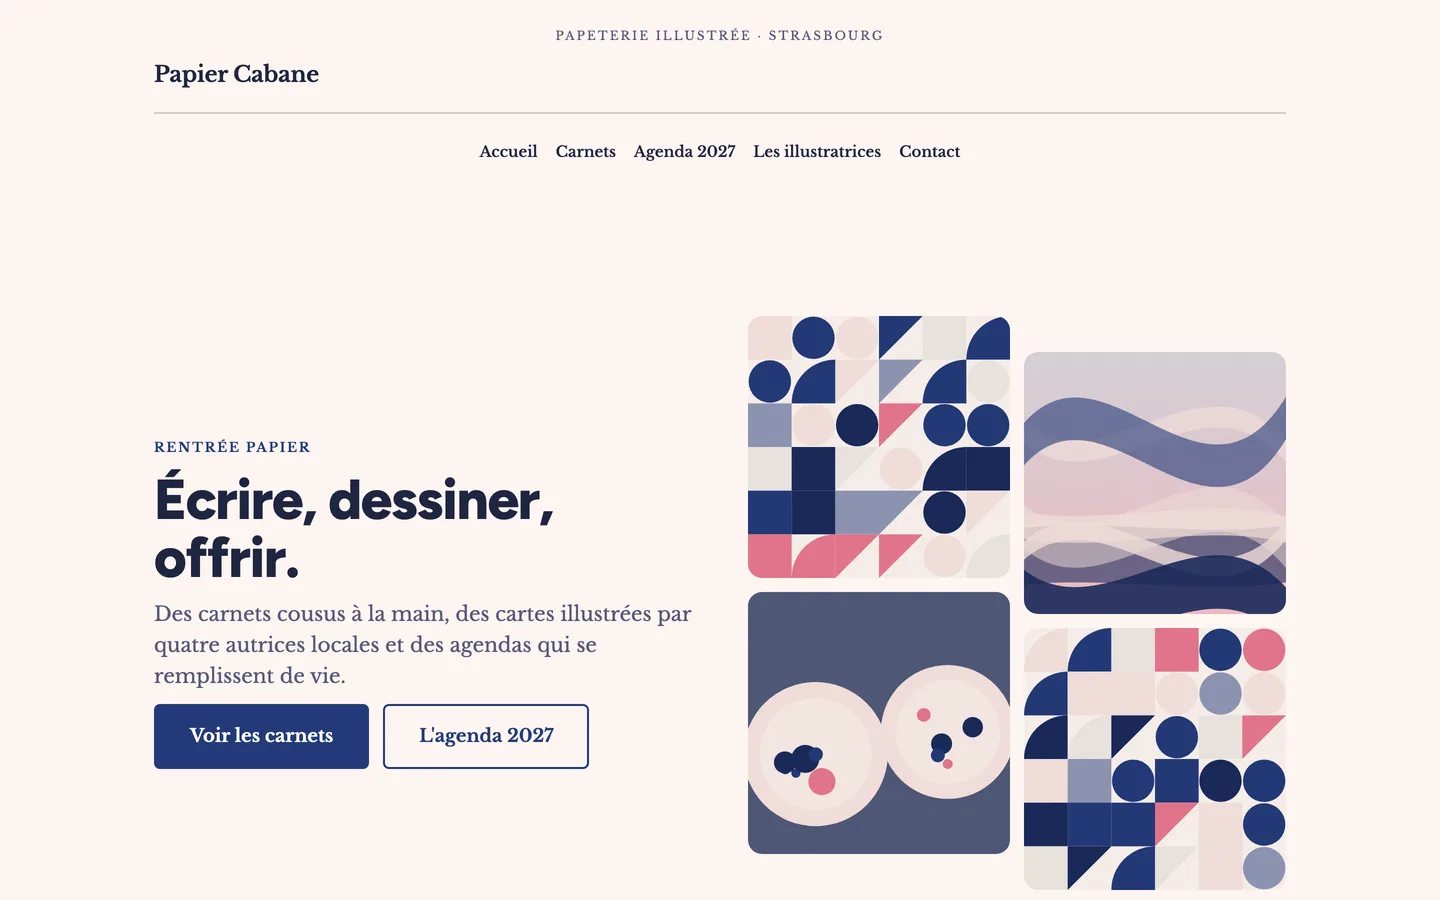 PAPETERIE ILLUSTRÉE · STRASBOURG
Papier Cabane
Accueil Carnets Agenda 2027 Les illustratrices Contact
RENTRÉE PAPIER
Écrire, dessiner,
offrir.
Des carnets cousus à la main, des cartes illustrées par
quatre autrices locales et des agendas qui se
remplissent de vie.
Voir les carnets L'agenda 2027